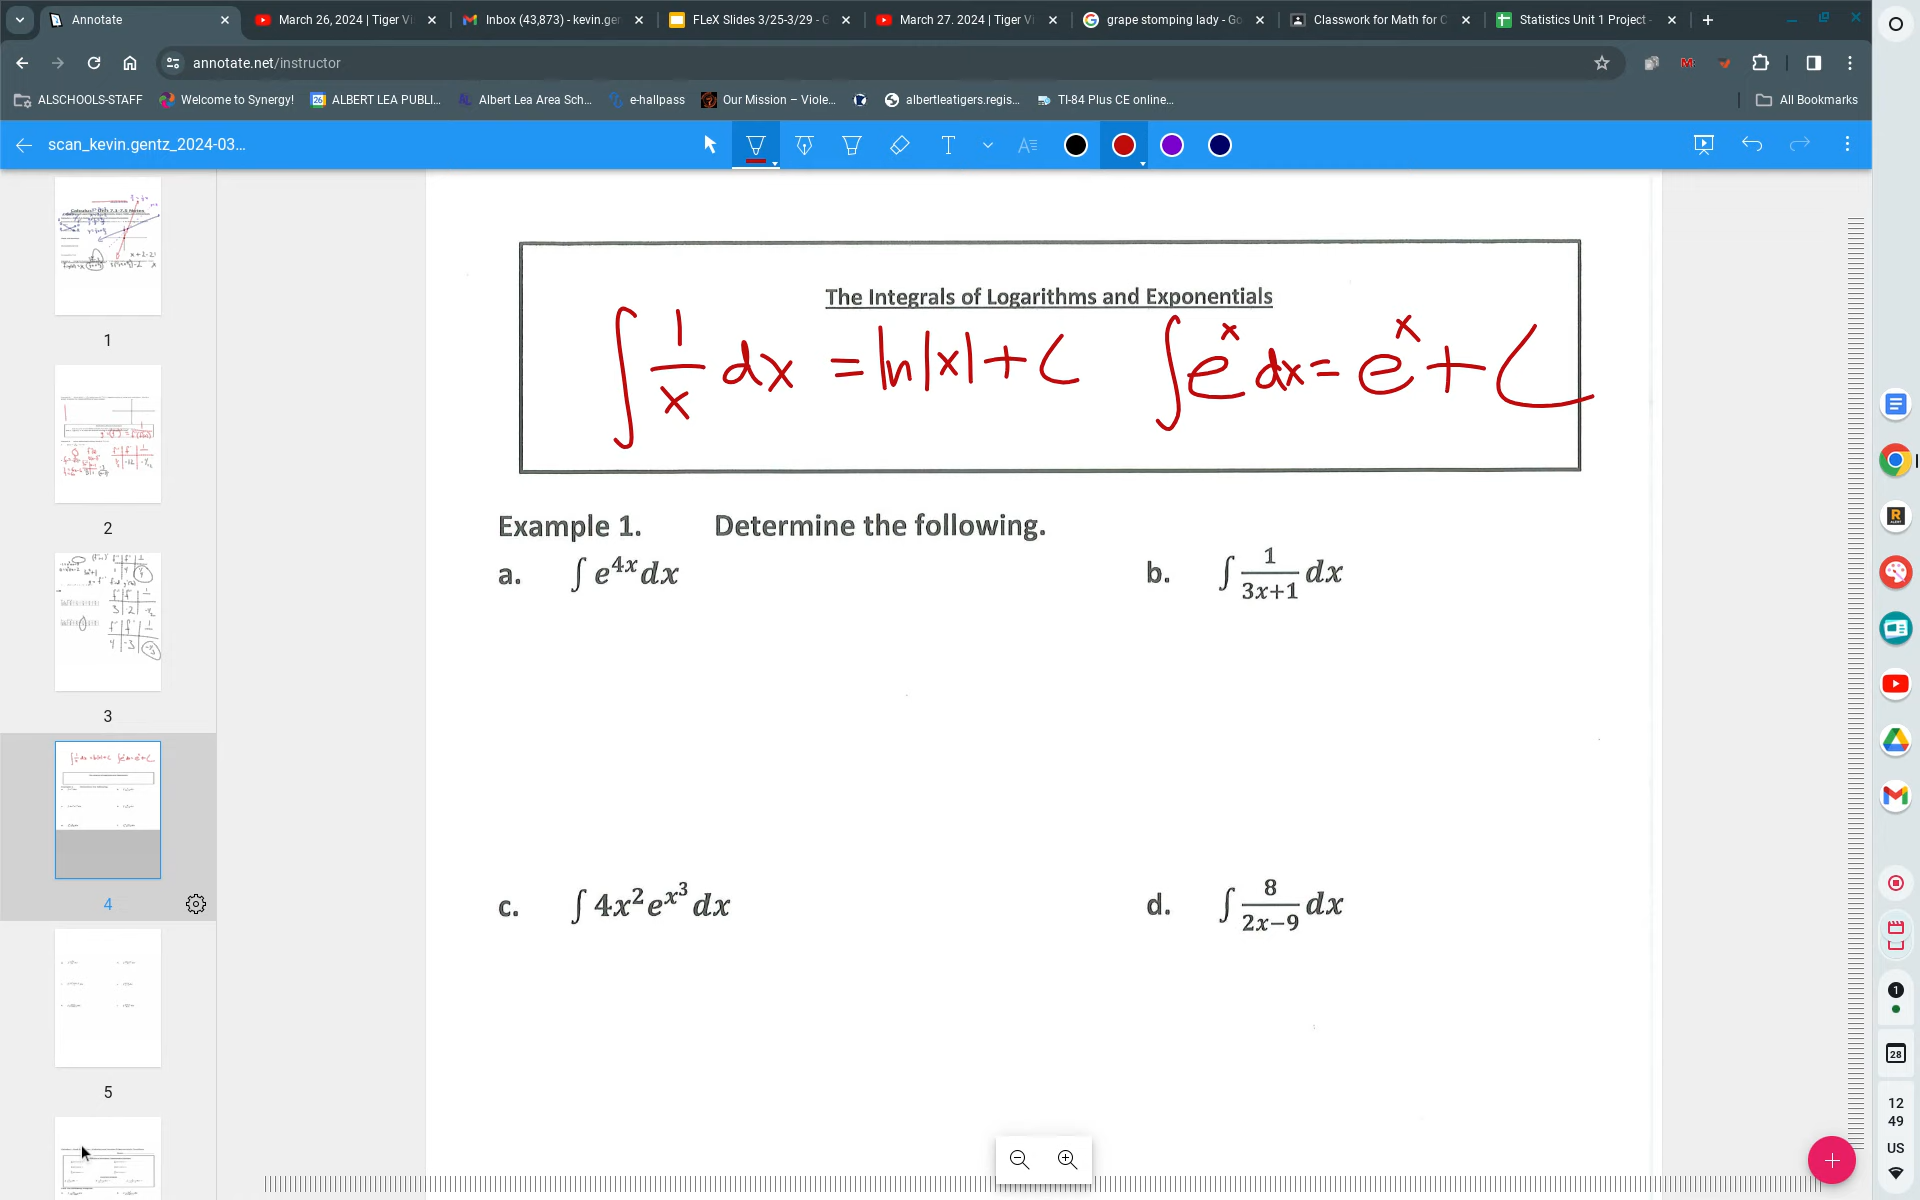 Annotate
March 26, 2024 | Tiger Vi
Inbox (43,873) - kevin.ger
FLeX Slides 3/25-3/29 - G
March 27. 2024 | Tiger Vi
grape stomping lady - Go
Classwork for Math for C
Statistics Unit 1 Project -
annotate.net/instructor
ALSCHOOLS-STAFF
Welcome to Synergy!
ALBERT LEA PUBLI...
Albert Lea Area Sch...
e-hallpass
Our Mission – Viole...
albertleatigers.regis...
TI-84 Plus CE online...
All Bookmarks
scan_kevin.gentz_2024-03...
The Integrals of Logarithms and Exponentials
∫ 1/x dx = ln|x| + C ∫ e^x dx = e^x + C
Example 1. Determine the following.
a. ∫ e^{4x} dx
b. ∫ 1/(3x+1) dx
c. ∫ 4x² e^{x³} dx
d. ∫ 8/(2x−9) dx
1
2
3
4
5
1
28
12
49
US